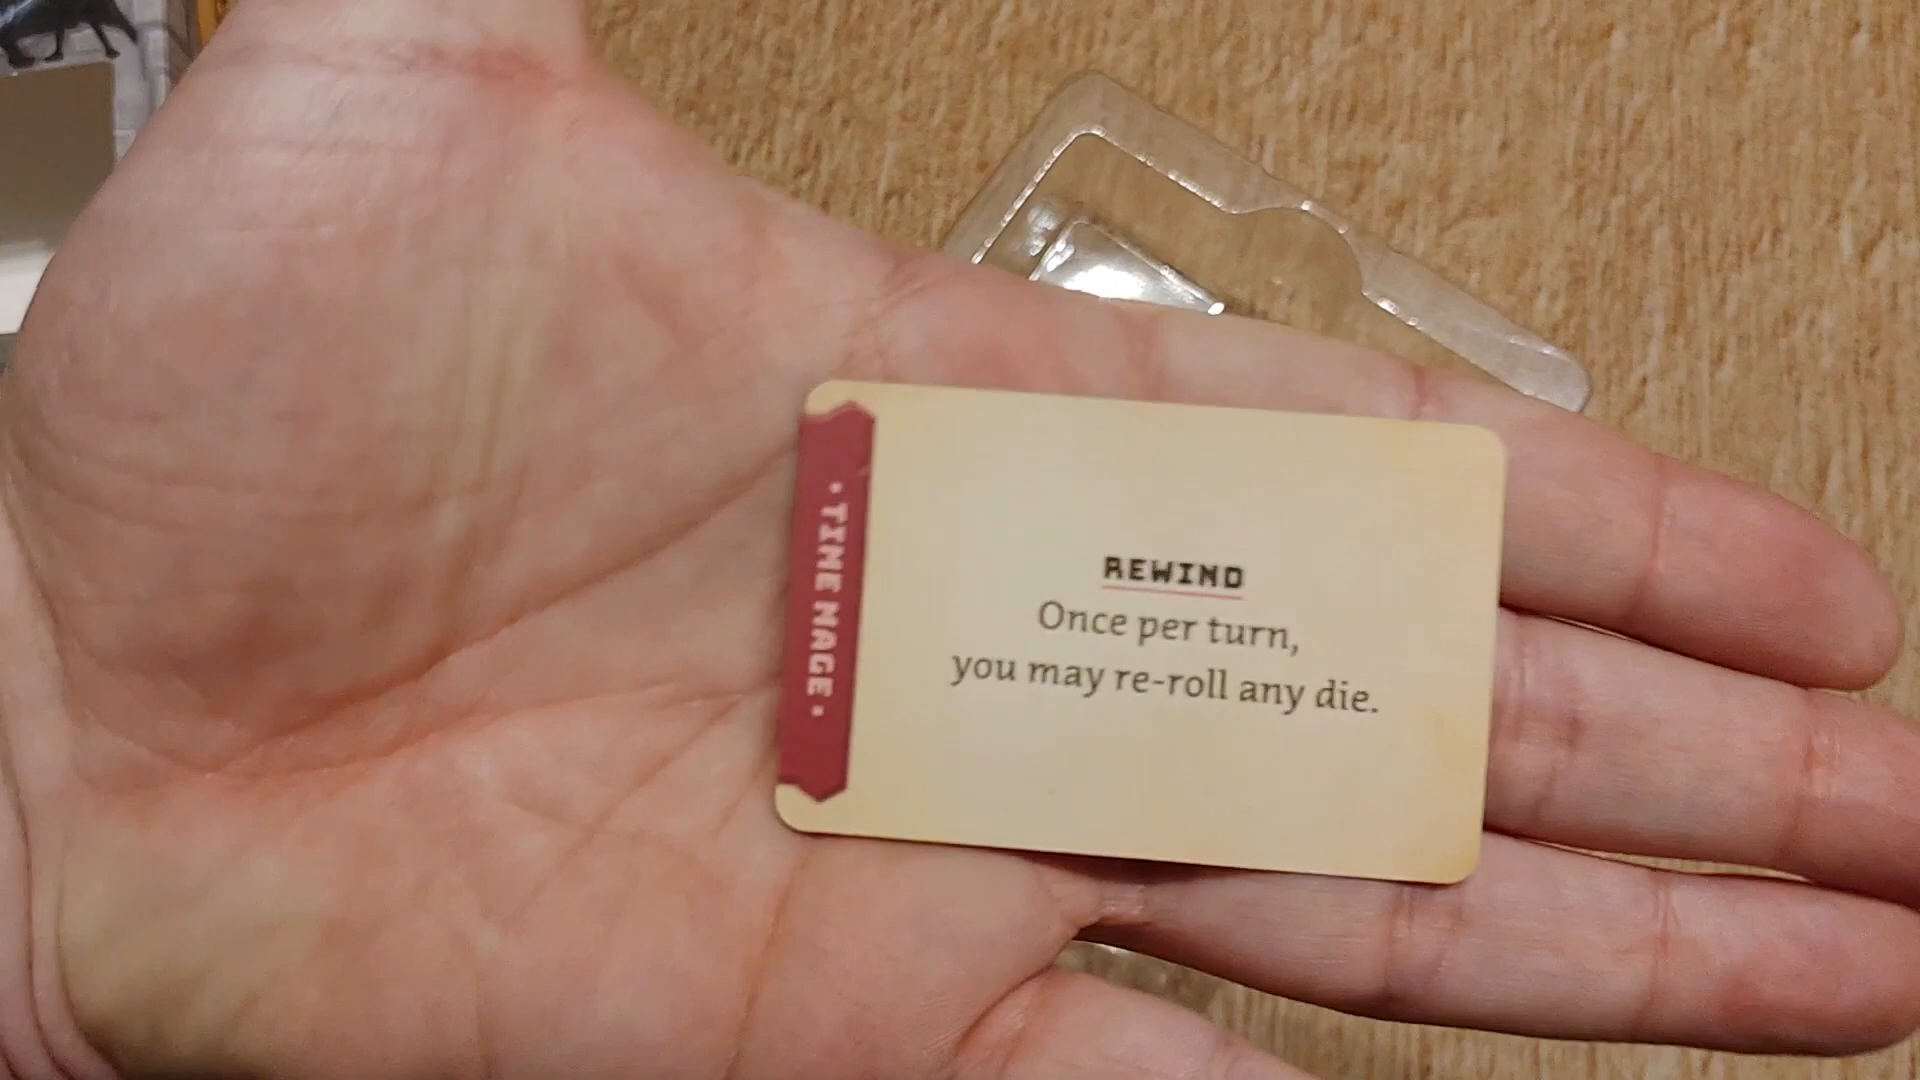 · TIME MAGE ·
REWIND
Once per turn,
you may re-roll any die.